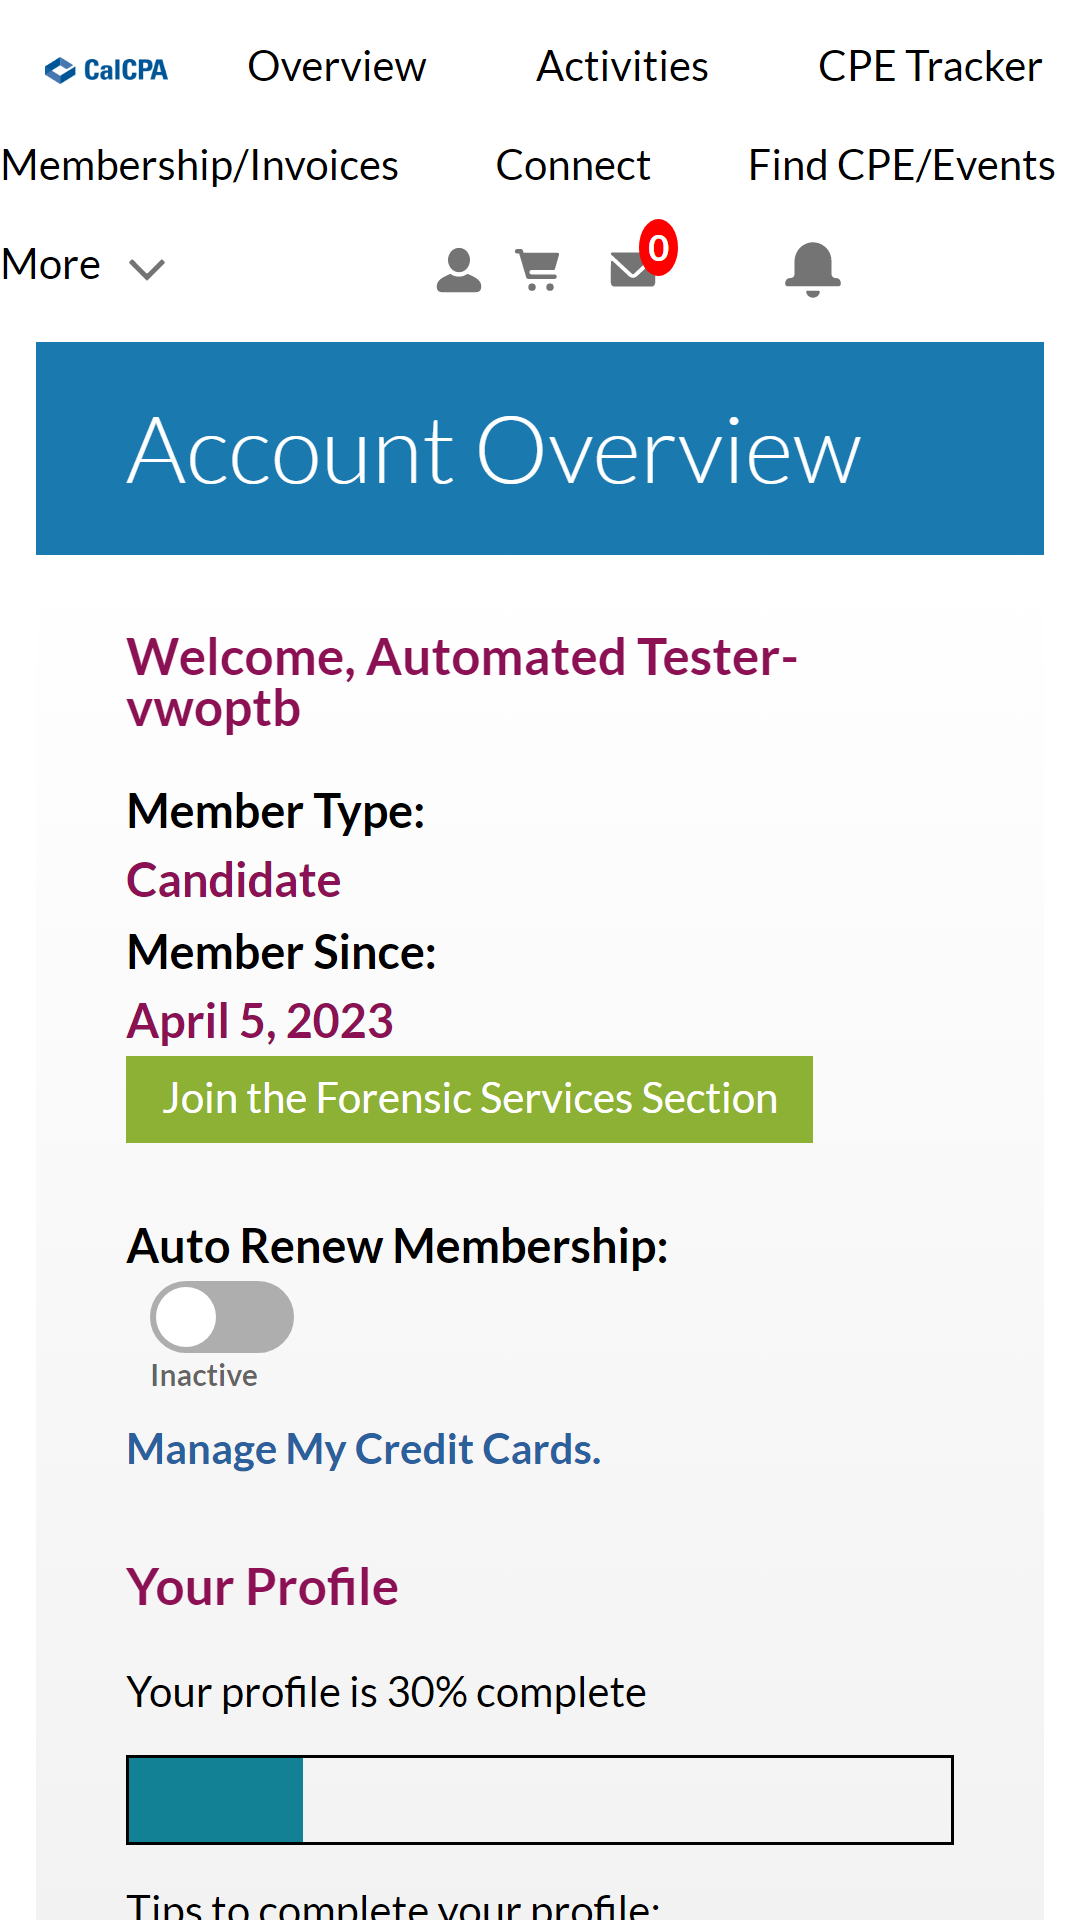 CalCPA Overview Activities CPE Tracker
Membership/Invoices Connect Find CPE/Events
More 0
Account Overview
Welcome, Automated Tester-
vwoptb
Member Type:
Candidate
Member Since:
April 5, 2023
Join the Forensic Services Section
Auto Renew Membership:
Inactive
Manage My Credit Cards.
Your Profile
Your profile is 30% complete
Tips to complete your profile: